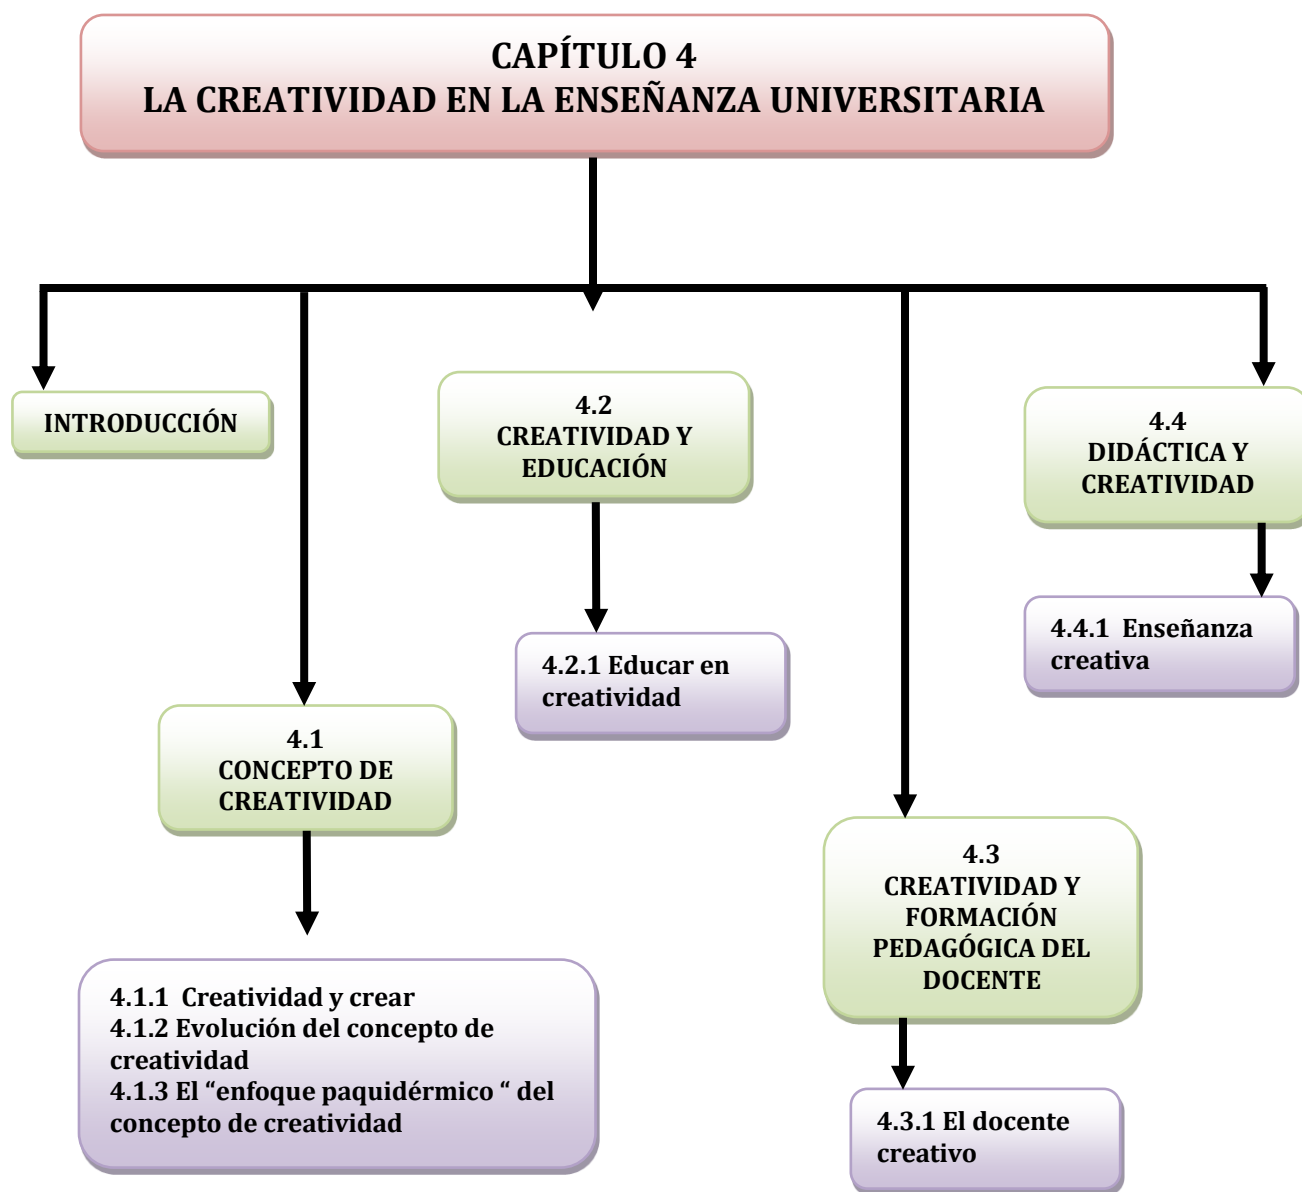 CAPÍTULO 4
LA CREATIVIDAD EN LA ENSEÑANZA UNIVERSITARIA
INTRODUCCIÓN
4.1
CONCEPTO DE
CREATIVIDAD
4.1.1  Creatividad y crear
4.1.2 Evolución del concepto de
creatividad
4.1.3 El “enfoque paquidérmico “ del
concepto de creatividad
4.2
CREATIVIDAD Y
EDUCACIÓN
4.2.1 Educar en
creatividad
4.3
CREATIVIDAD Y
FORMACIÓN
PEDAGÓGICA DEL
DOCENTE
4.3.1 El docente
creativo
4.4
DIDÁCTICA Y
CREATIVIDAD
4.4.1  Enseñanza
creativa